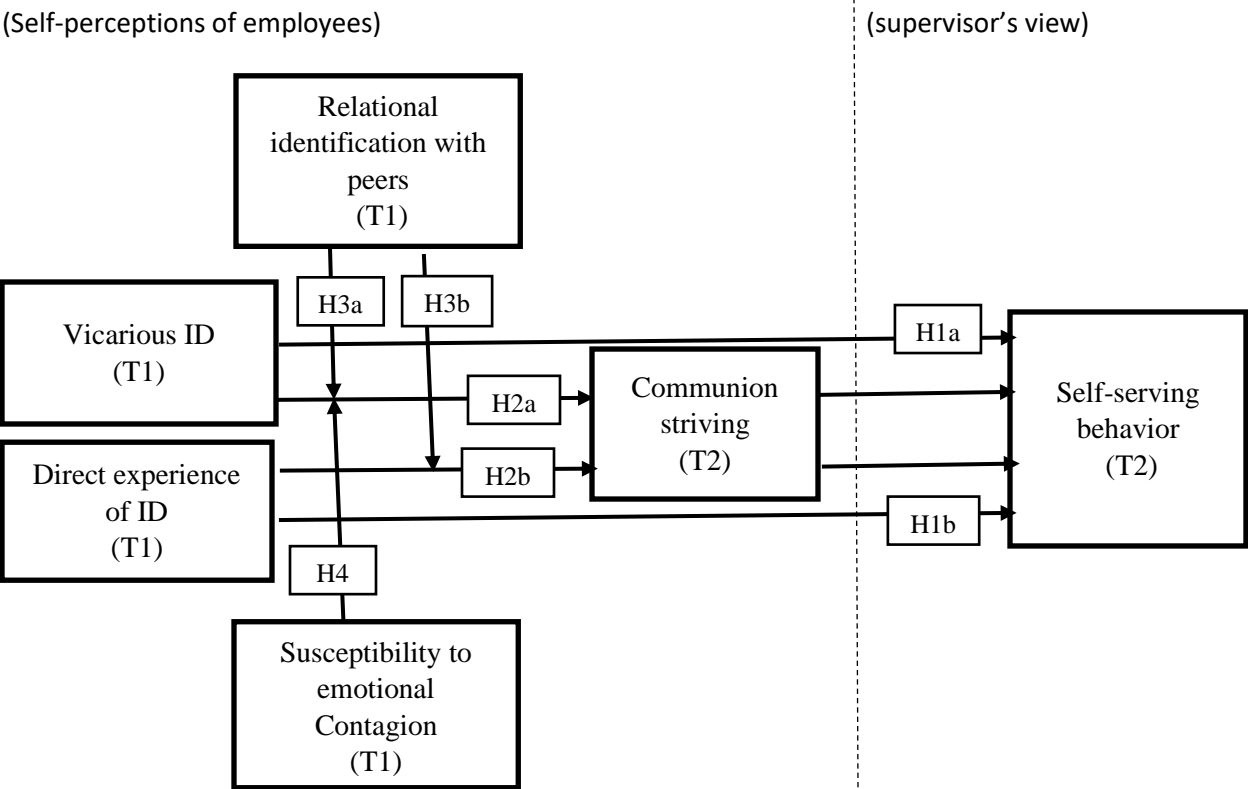 (Self-perceptions of employees)
(supervisor's view)
Relational
identification with
peers
(T1)
H3a
H3b
Vicarious ID
(T1)
H1a
H2a
Communion
striving
(T2)
Self-serving
behavior
(T2)
Direct experience
of ID
(T1)
H2b
H1b
H4
Susceptibility to
emotional
Contagion
(T1)